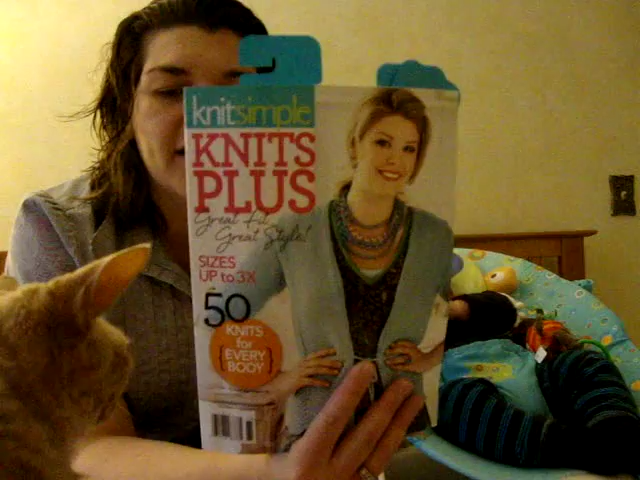 knitsimple
KNITS
PLUS
Great Fit
Great Style!
SIZES
UP to 3X
50
KNITS
for
{EVERY}
BODY